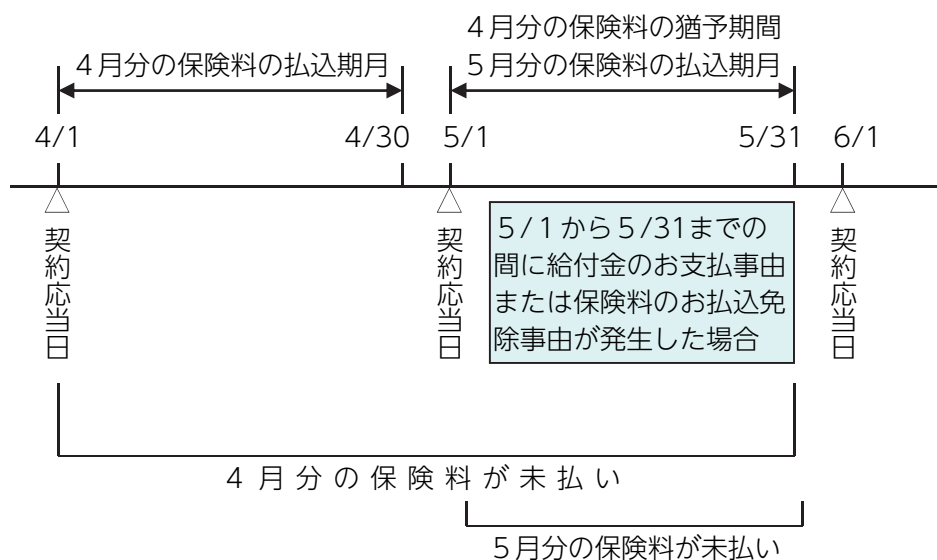 4月分の保険料の猶予期間
4月分の保険料の払込期月
5月分の保険料の払込期月
4/1
4/30
5/1
5/31
6/1
契約応当日
契約応当日
5/1から5/31までの
間に給付金のお支払事由
または保険料のお払込免
除事由が発生した場合
契約応当日
4月分の保険料が未払い
5月分の保険料が未払い